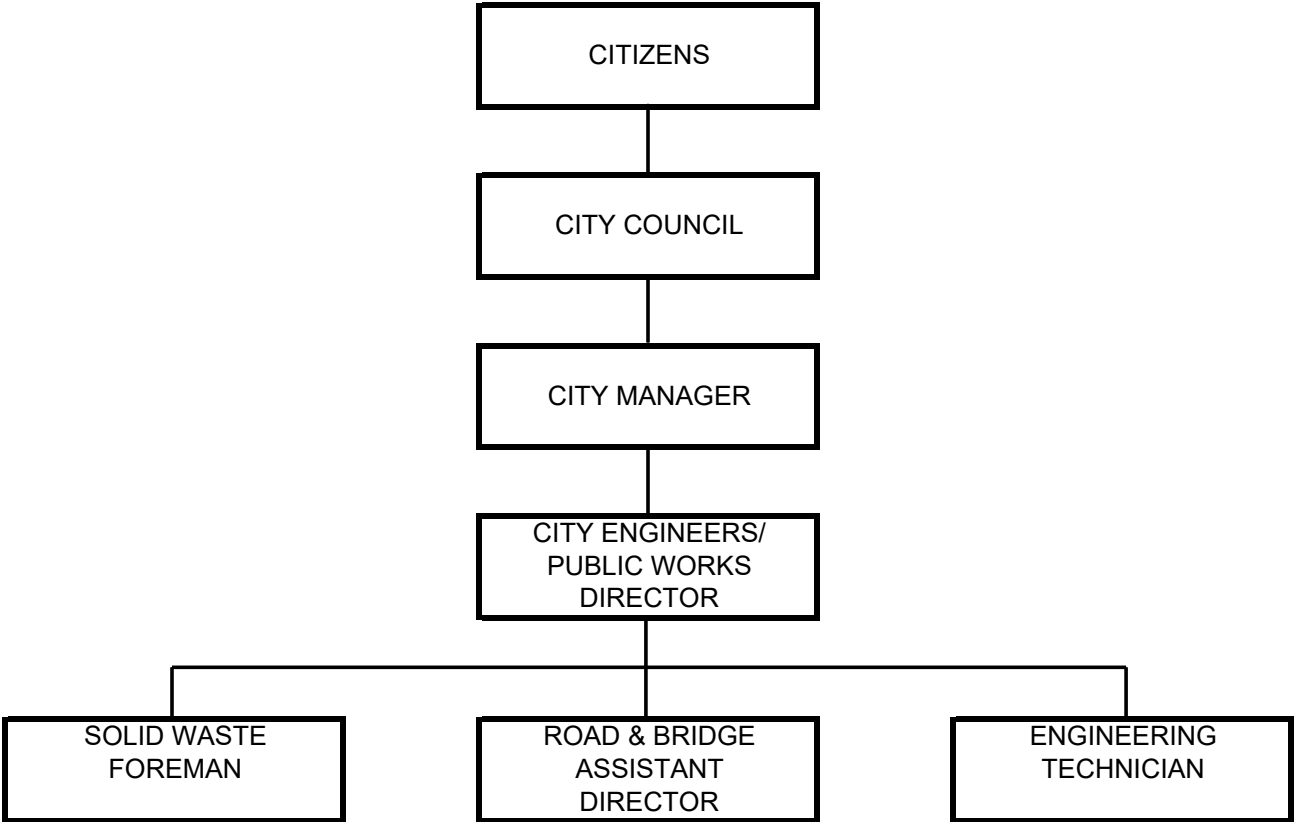 CITIZENS
CITY COUNCIL
CITY MANAGER
CITY ENGINEERS/
PUBLIC WORKS
DIRECTOR
SOLID WASTE
FOREMAN
ROAD & BRIDGE
ASSISTANT
DIRECTOR
ENGINEERING
TECHNICIAN